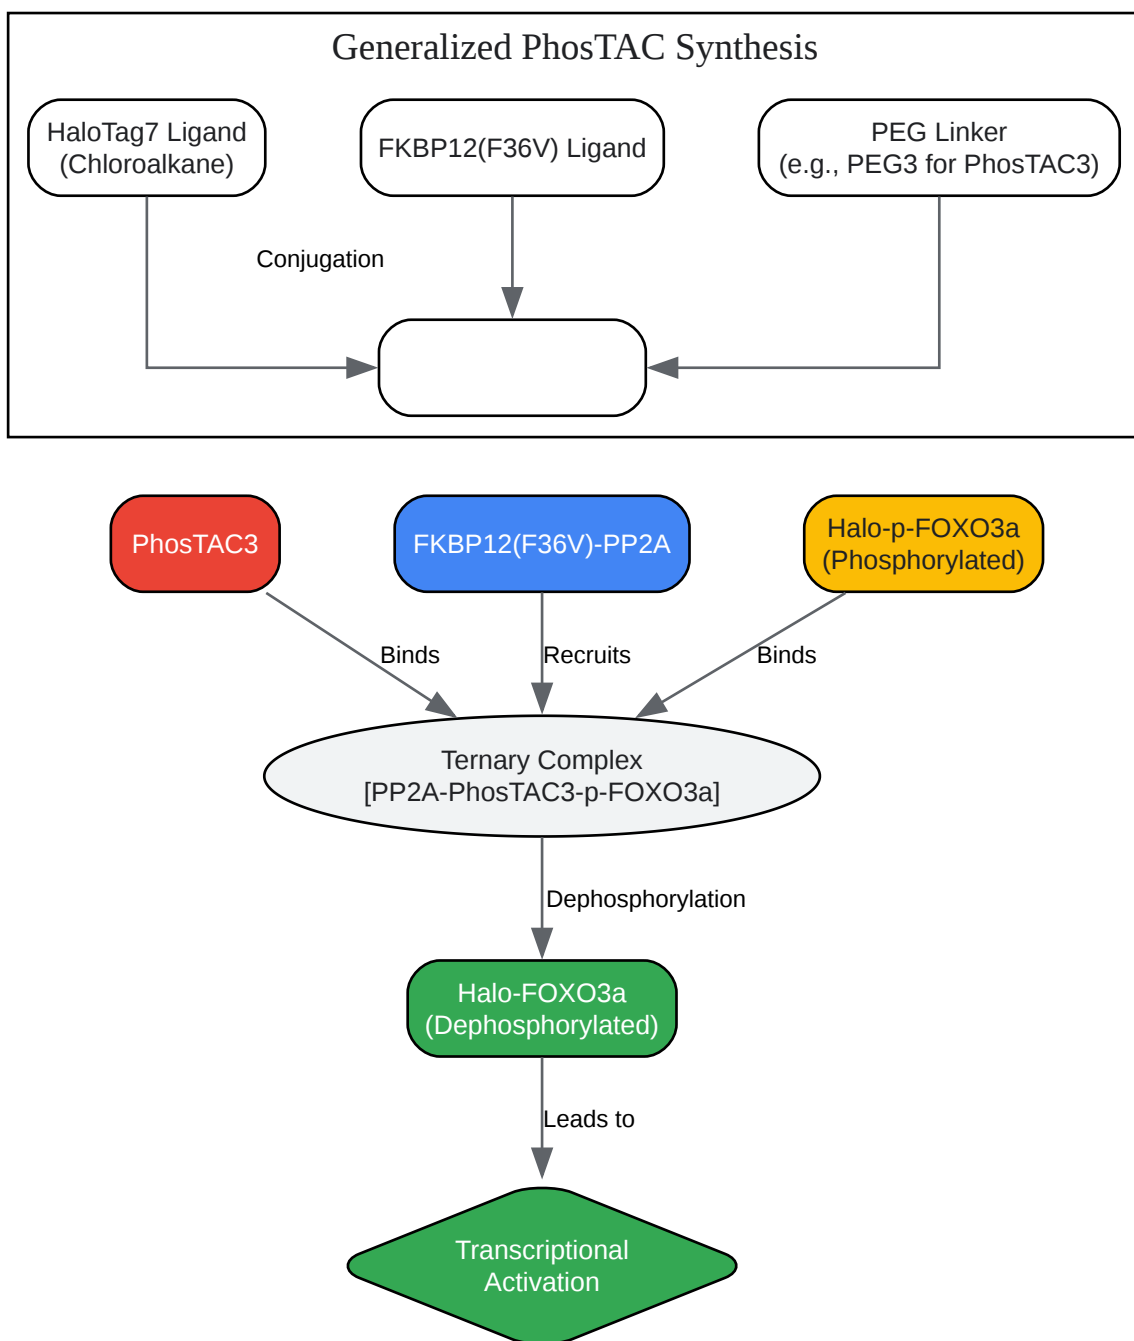 Generalized PhosTAC Synthesis
HaloTag7 Ligand
(Chloroalkane)
FKBP12(F36V) Ligand
PEG Linker
(e.g., PEG3 for PhosTAC3)
Conjugation
PhosTAC3
FKBP12(F36V)-PP2A
Halo-p-FOXO3a
(Phosphorylated)
Binds
Recruits
Binds
Ternary Complex
[PP2A-PhosTAC3-p-FOXO3a]
Dephosphorylation
Halo-FOXO3a
(Dephosphorylated)
Leads to
Transcriptional
Activation